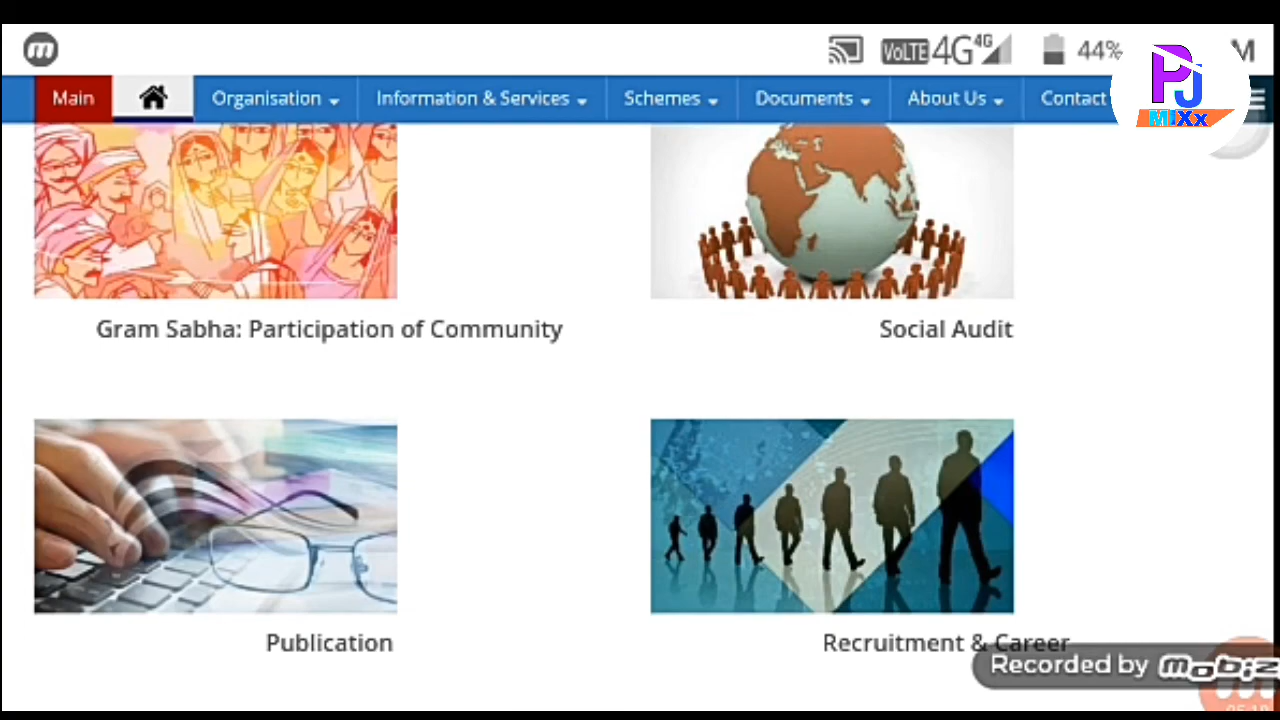 VoLTE 4G 4G 44%
Main Organisation Information & Services Schemes Documents About Us Contact
PJ
MIXx
Gram Sabha: Participation of Community
Social Audit
Publication
Recruitment & Career
Recorded by